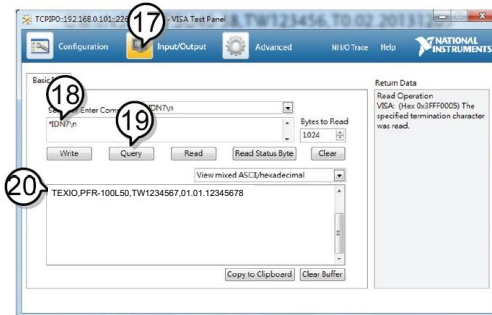 TCPIP0::192.168.0.101::226 - VISA Test Panel
TW123456,T0.02.201312
17
Configuration Input/Output Advanced NI I/O Trace Help NATIONAL INSTRUMENTS
Basic
18
Enter Com *IDN?\n
19
*IDN?\n
Bytes to Read
1024
Write Query Read Read Status Byte Clear
View mixed ASCII/hexadecimal
20
TEXIO,PFR-100L50,TW1234567,01.01.12345678
Copy to Clipboard Clear Buffer
Return Data
Read Operation
VISA: (Hex 0x3FFF0005) The
specified termination character
was read.